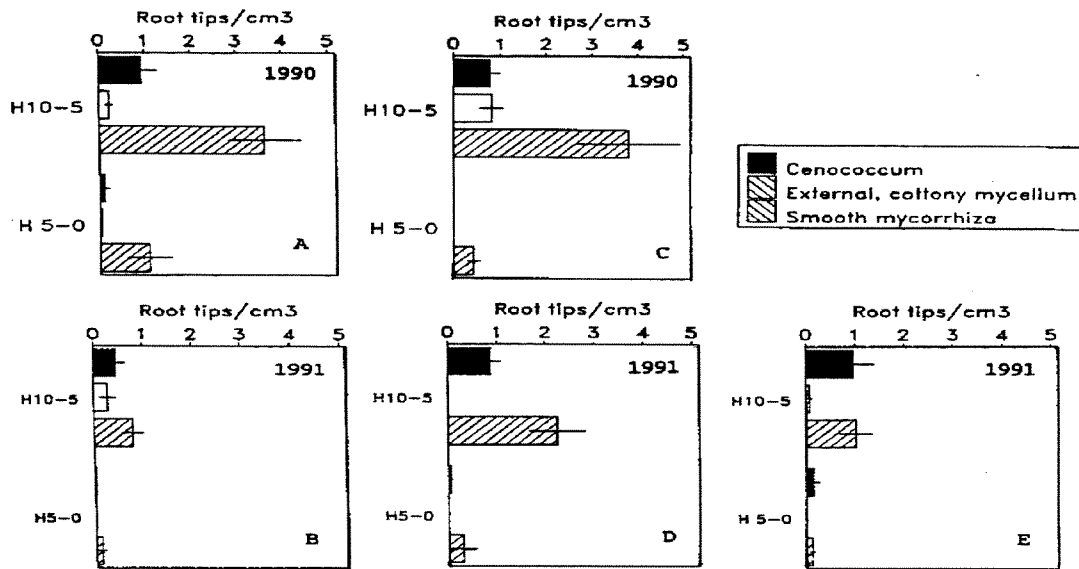 Root tips/cm3
0 1 2 3 4 5
1990
H10-5
H 5-0
A
Root tips/cm3
0 1 2 3 4 5
1990
H10-5
H 5-0
C
Cenococcum
External, cottony mycelium
Smooth mycorrhiza
Root tips/cm3
0 1 2 3 4 5
1991
H10-5
H5-0
B
Root tips/cm3
0 1 2 3 4 5
1991
H10-5
H5-0
D
Root tips/cm3
0 1 2 3 4 5
1991
H10-5
H 5-0
E